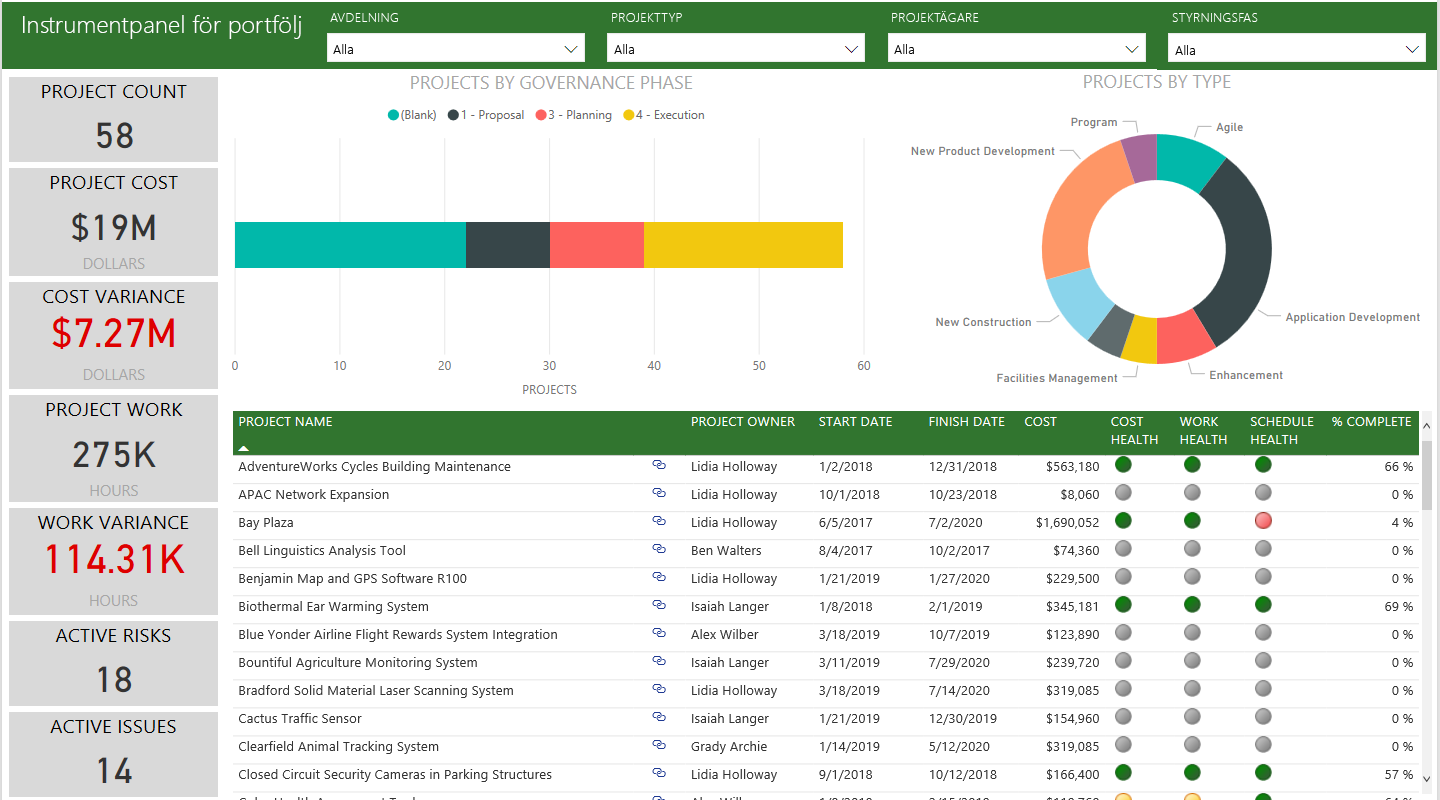 Instrumentpanel för portfölj
AVDELNING
PROJEKTTYP
PROJEKTÄGARE
STYRNINGSFAS
Alla
Alla
Alla
Alla
PROJECT COUNT
58
PROJECT COST
$19M
DOLLARS
COST VARIANCE
$7.27M
DOLLARS
PROJECT WORK
275K
HOURS
WORK VARIANCE
114.31K
HOURS
ACTIVE RISKS
18
ACTIVE ISSUES
14
PROJECTS BY GOVERNANCE PHASE
(Blank) 1 - Proposal 3 - Planning 4 - Execution
0 10 20 30 40 50 60
PROJECTS
PROJECTS BY TYPE
Program
Agile
New Product Development
New Construction
Application Development
Facilities Management
Enhancement
PROJECT NAME PROJECT OWNER START DATE FINISH DATE COST COST HEALTH WORK HEALTH SCHEDULE HEALTH % COMPLETE
AdventureWorks Cycles Building Maintenance Lidia Holloway 1/2/2018 12/31/2018 $563,180 66 %
APAC Network Expansion Lidia Holloway 10/1/2018 10/23/2018 $8,060 0 %
Bay Plaza Lidia Holloway 6/5/2017 7/2/2020 $1,690,052 4 %
Bell Linguistics Analysis Tool Ben Walters 8/4/2017 10/2/2017 $74,360 0 %
Benjamin Map and GPS Software R100 Lidia Holloway 1/21/2019 1/27/2020 $229,500 0 %
Biothermal Ear Warming System Isaiah Langer 1/8/2018 2/1/2019 $345,181 69 %
Blue Yonder Airline Flight Rewards System Integration Alex Wilber 3/18/2019 10/7/2019 $123,890 0 %
Bountiful Agriculture Monitoring System Isaiah Langer 3/11/2019 7/29/2020 $239,720 0 %
Bradford Solid Material Laser Scanning System Lidia Holloway 3/18/2019 7/14/2020 $319,085 0 %
Cactus Traffic Sensor Isaiah Langer 1/21/2019 12/30/2019 $154,960 0 %
Clearfield Animal Tracking System Grady Archie 1/14/2019 5/12/2020 $319,085 0 %
Closed Circuit Security Cameras in Parking Structures Lidia Holloway 9/1/2018 10/12/2018 $166,400 57 %